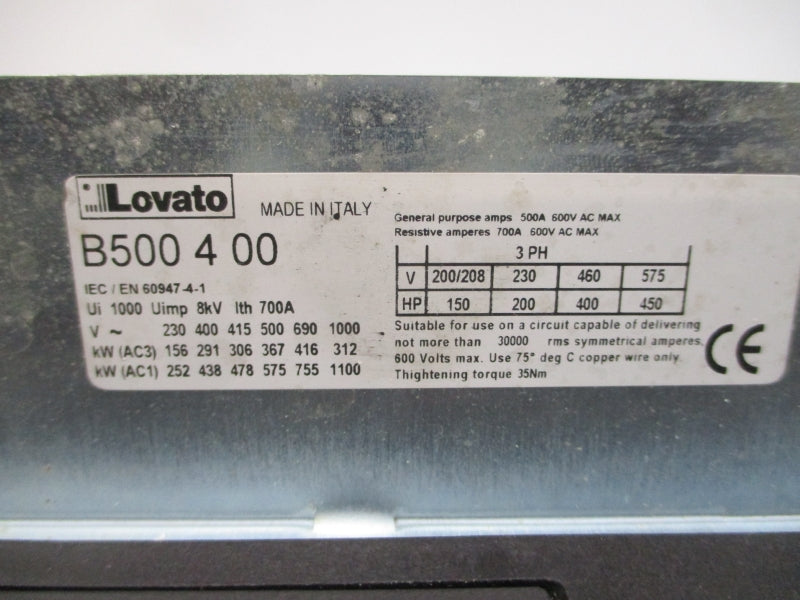 Lovato
MADE IN ITALY
B500 4 00
IEC / EN 60947-4-1
Ui 1000 Uimp 8kV Ith 700A
V ~ 230 400 415 500 690 1000
kW (AC3) 156 291 306 367 416 312
kW (AC1) 252 438 478 575 755 1100
General purpose amps 500A 600V AC MAX
Resistive amperes 700A 600V AC MAX
3 PH
V 200/208 230 460 575
HP 150 200 400 450
Suitable for use on a circuit capable of delivering
not more than 30000 rms symmetrical amperes,
600 Volts max. Use 75° deg C copper wire only.
Thightening torque 35Nm
CE